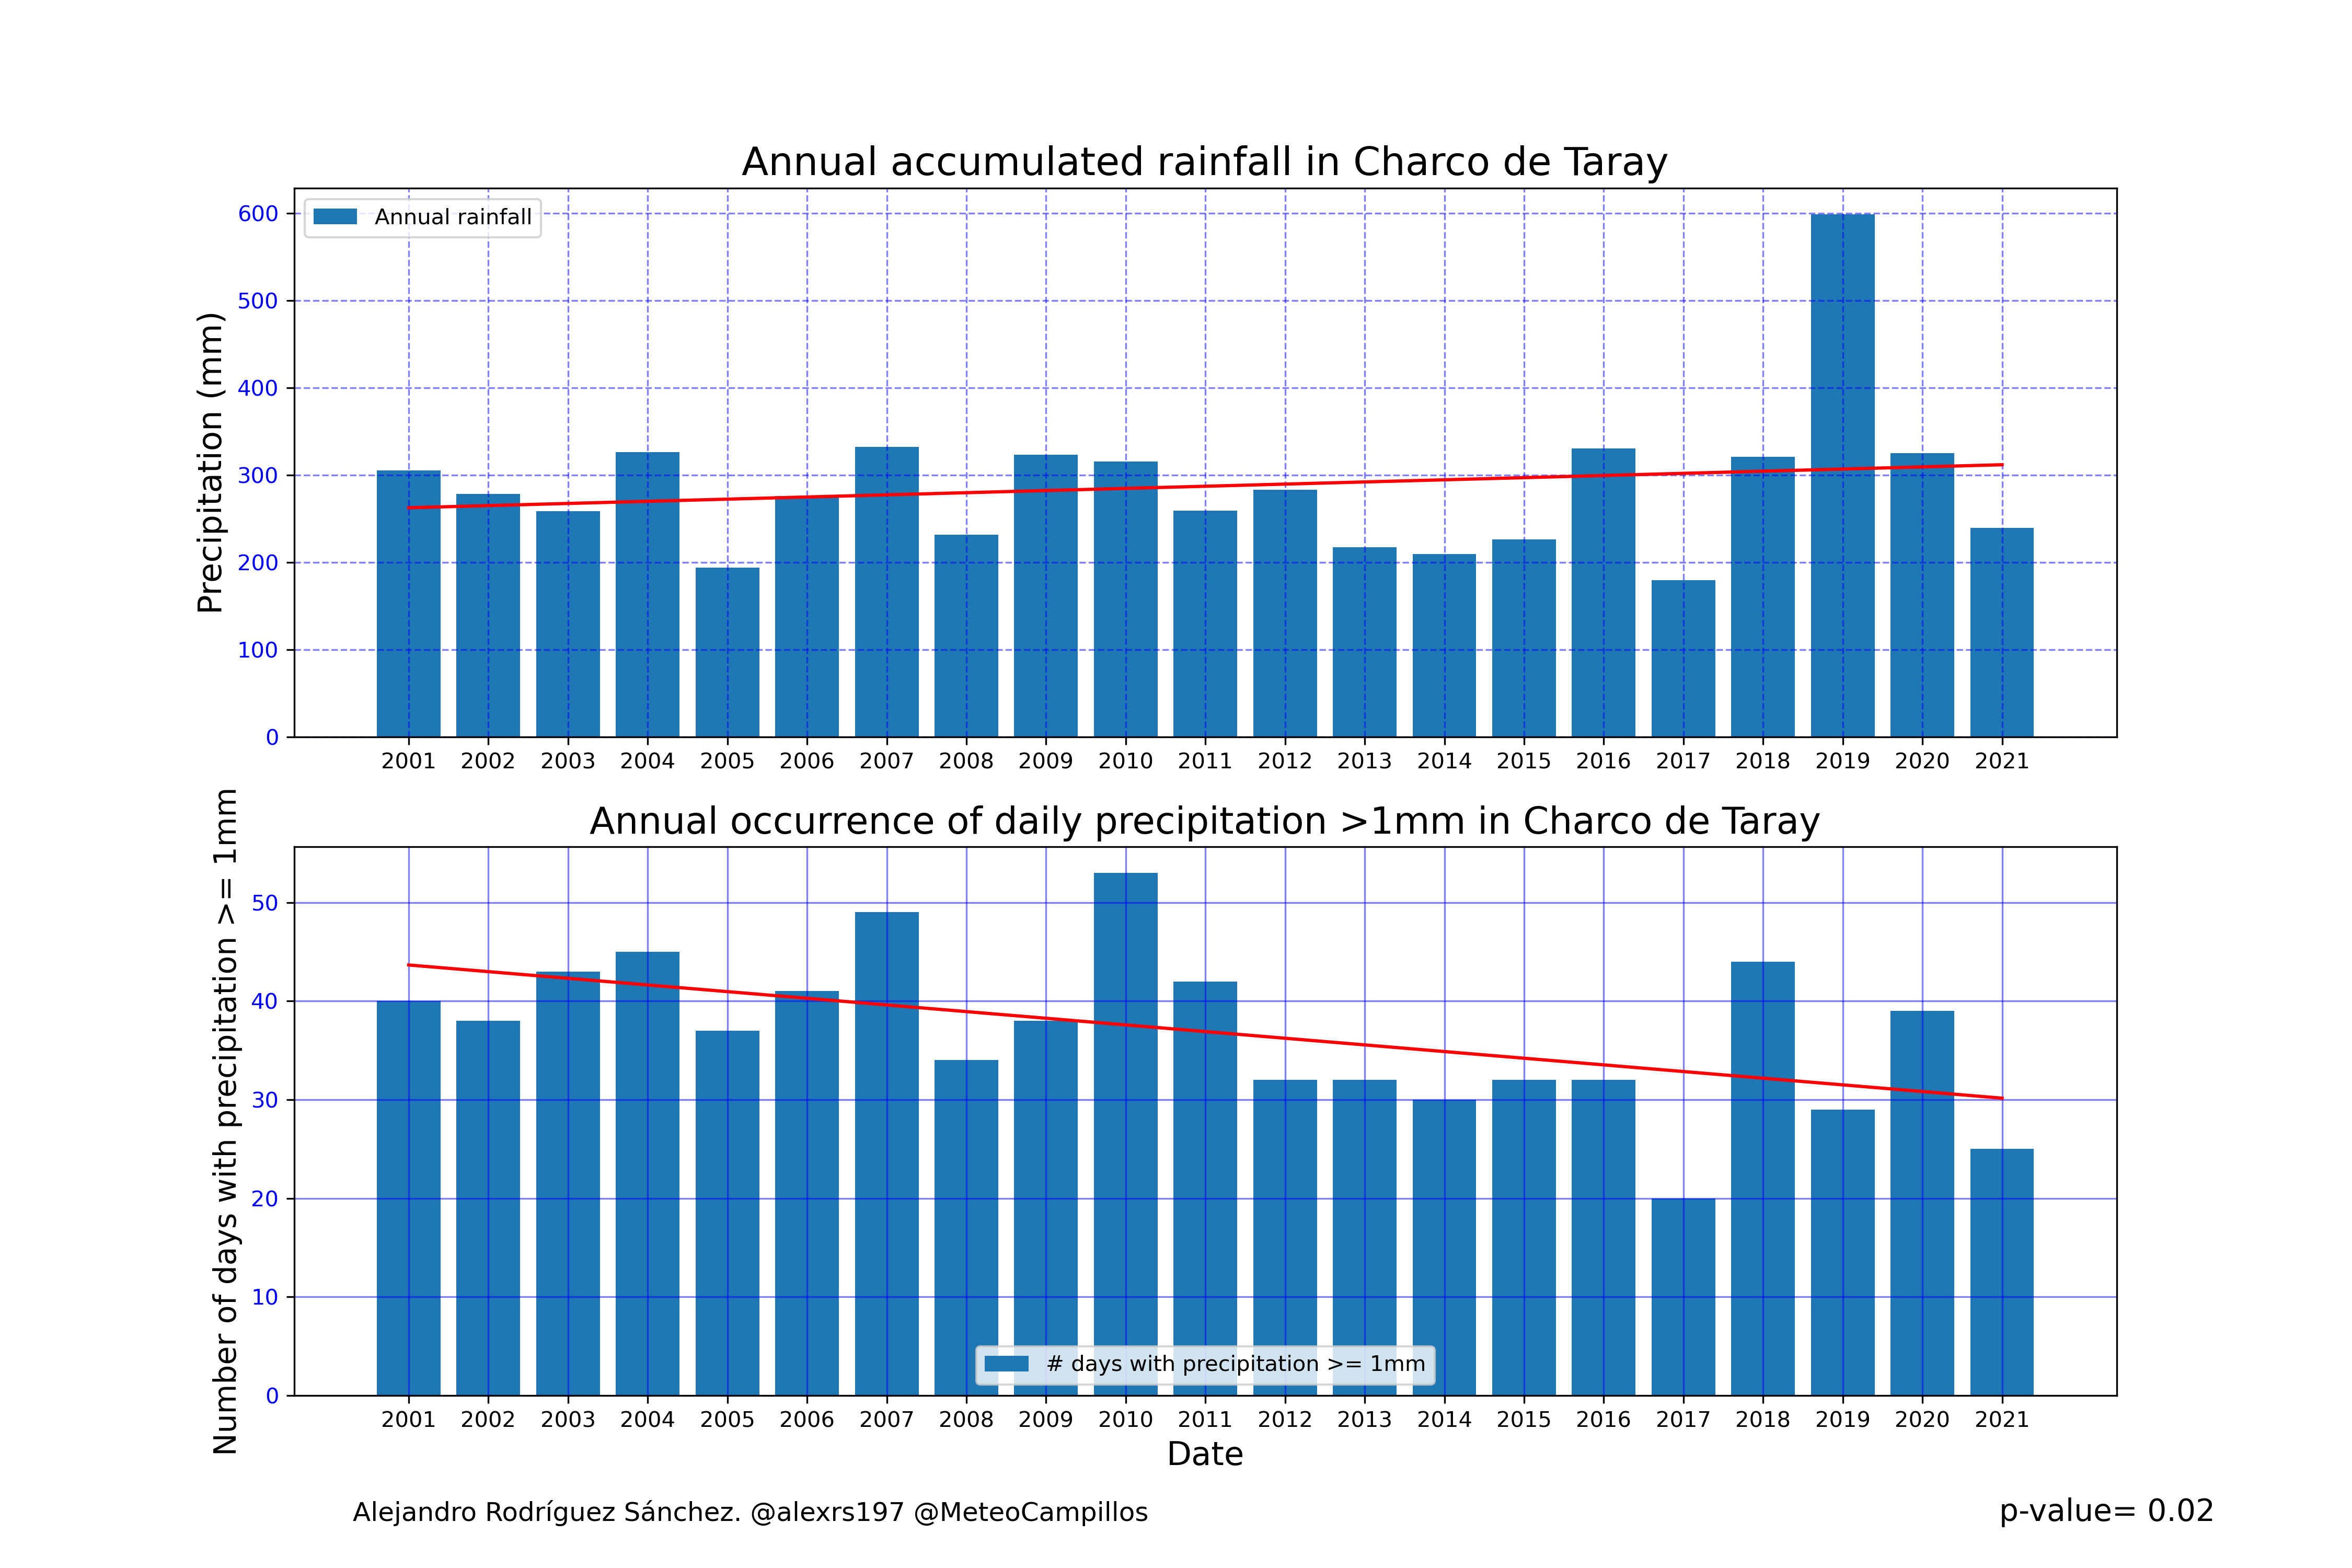 Annual accumulated rainfall in Charco de Taray
Annual rainfall
Precipitation (mm)
600
500
400
300
200
100
0
2001 2002 2003 2004 2005 2006 2007 2008 2009 2010 2011 2012 2013 2014 2015 2016 2017 2018 2019 2020 2021
Annual occurrence of daily precipitation >1mm in Charco de Taray
Number of days with precipitation >= 1mm
50
40
30
20
10
0
# days with precipitation >= 1mm
2001 2002 2003 2004 2005 2006 2007 2008 2009 2010 2011 2012 2013 2014 2015 2016 2017 2018 2019 2020 2021
Date
Alejandro Rodríguez Sánchez. @alexrs197 @MeteoCampillos
p-value= 0.02